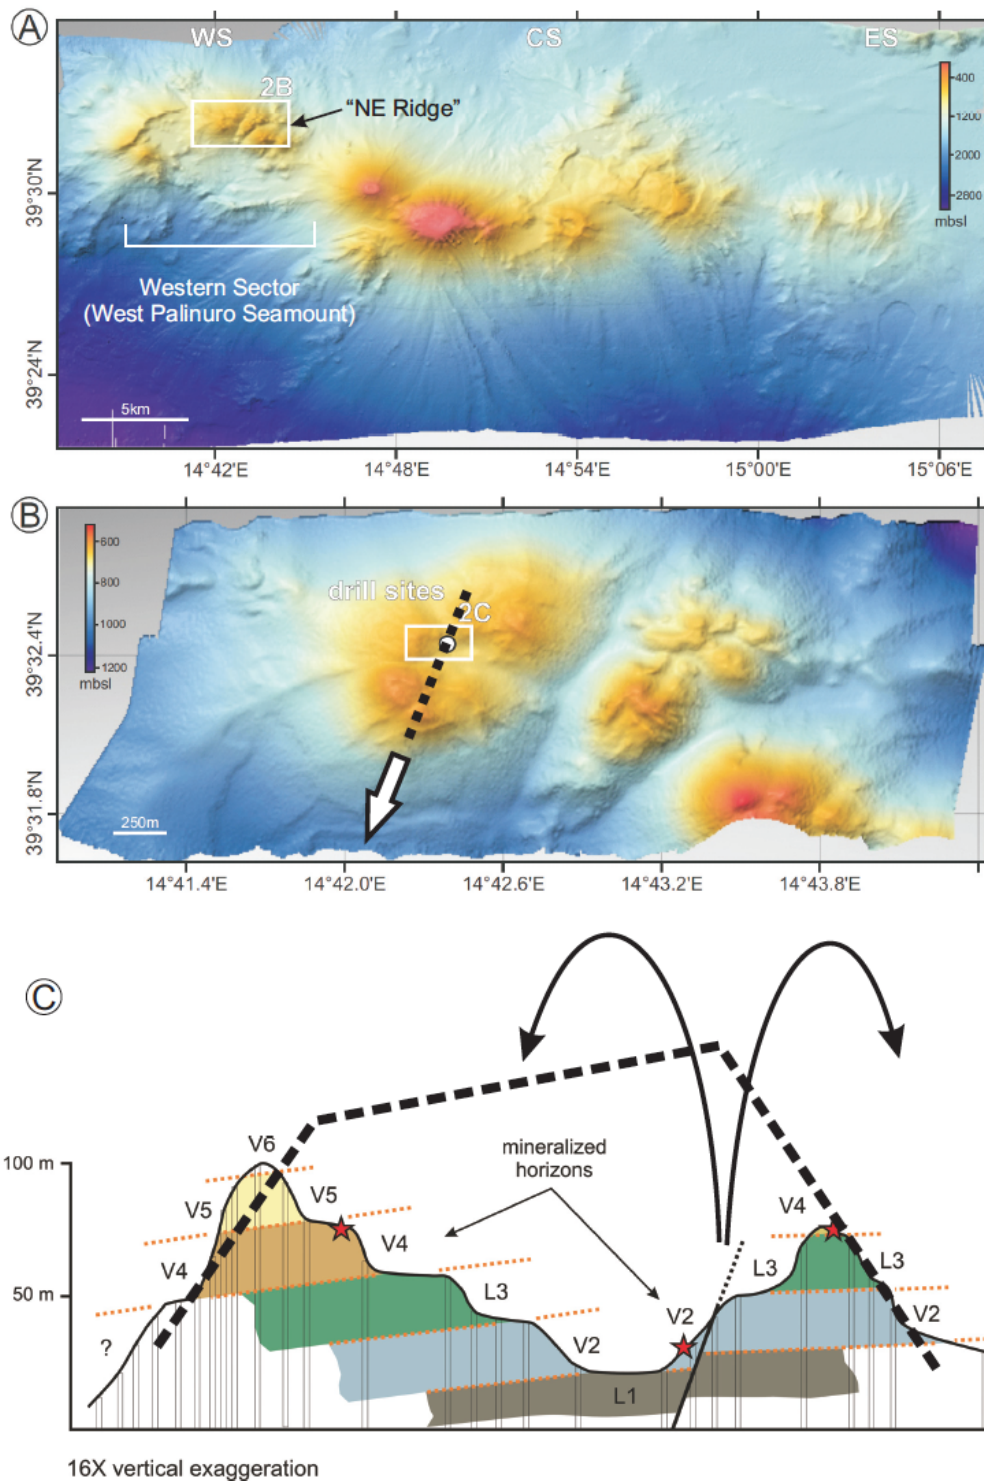 A
WS
CS
ES
2B
"NE Ridge"
400
1200
2000
2800
mbsl
39°30'N
39°24'N
Western Sector
(West Palinuro Seamount)
5km
14°42'E
14°48'E
14°54'E
15°00'E
15°06'E
B
600
800
1000
1200
mbsl
drill sites
2C
39°32.4'N
39°31.8'N
250m
14°41.4'E
14°42.0'E
14°42.6'E
14°43.2'E
14°43.8'E
C
mineralized
horizons
100 m
50 m
V6
V5
V5
V4
V4
V4
L3
L3
L3
V2
V2
V2
L1
?
16X vertical exaggeration